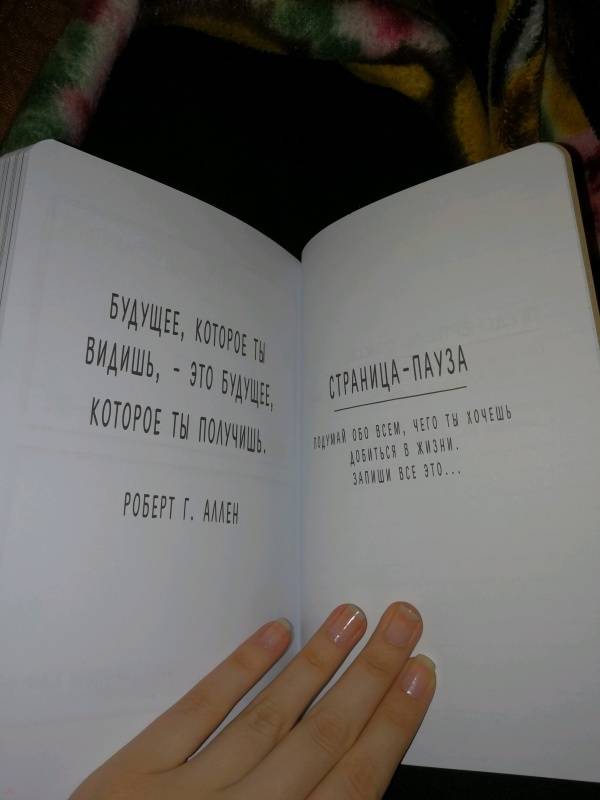 БУДУЩЕЕ, КОТОРОЕ ТЫ
ВИДИШЬ, - ЭТО БУДУЩЕЕ,
КОТОРОЕ ТЫ ПОЛУЧИШЬ.
РОБЕРТ Г. АЛЛЕН
СТРАНИЦА-ПАУЗА
ПОДУМАЙ ОБО ВСЕМ, ЧЕГО ТЫ ХОЧЕШЬ
ДОБИТЬСЯ В ЖИЗНИ.
ЗАПИШИ ВСЕ ЭТО...